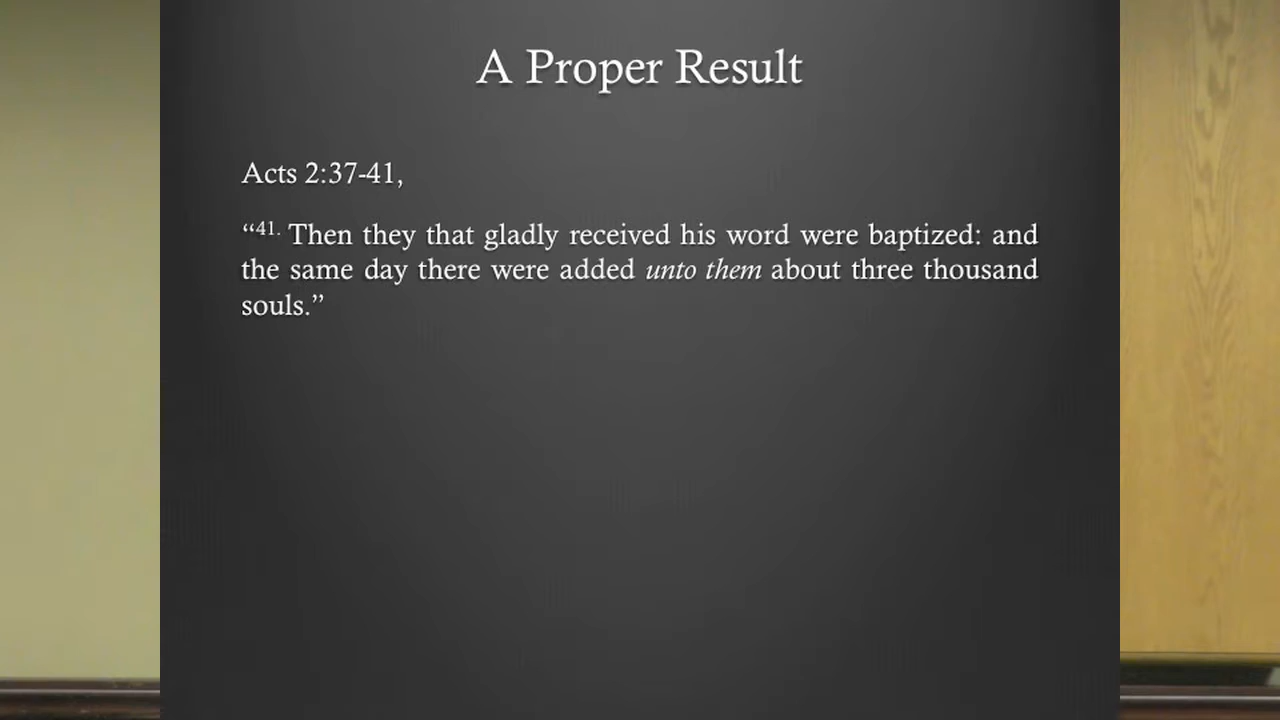 A Proper Result
Acts 2:37-41,
“41. Then they that gladly received his word were baptized: and
the same day there were added unto them about three thousand
souls.”